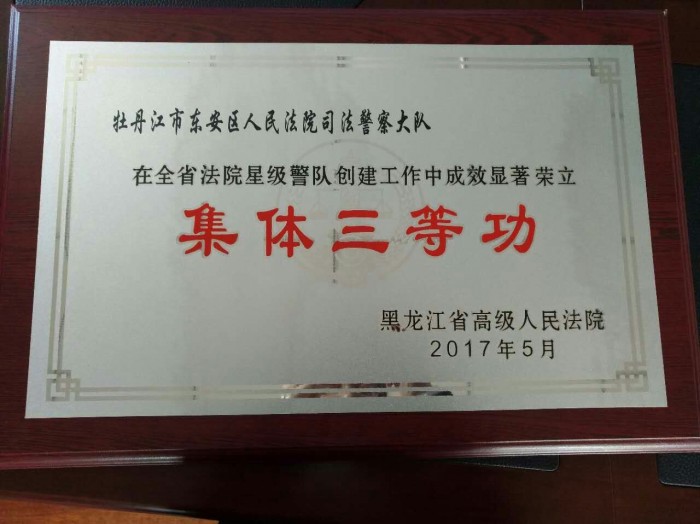 牡丹江市东安区人民法院司法警察大队
在全省法院星级警队创建工作中成效显著荣立
集体三等功
黑龙江省高级人民法院
2017年5月